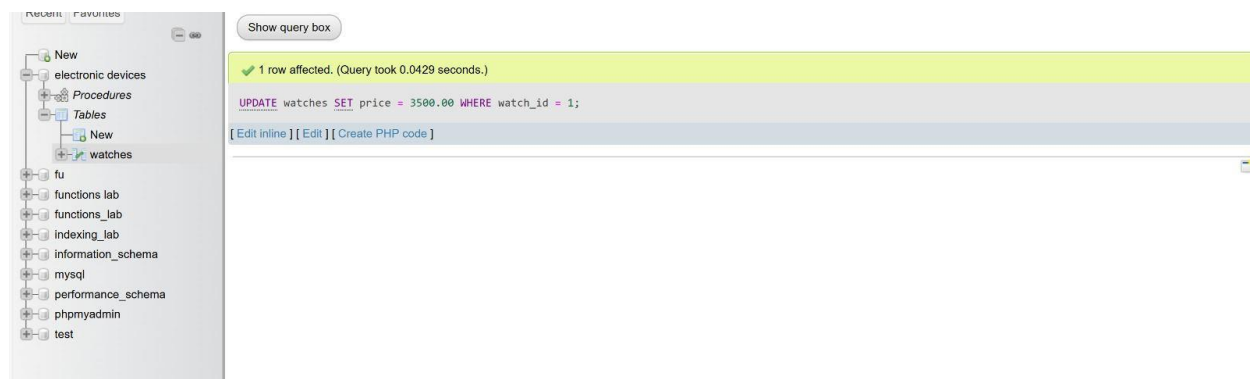 Recent Favorites
New
electronic devices
Procedures
Tables
New
watches
fu
functions lab
functions_lab
indexing_lab
information_schema
mysql
performance_schema
phpmyadmin
test
Show query box
1 row affected. (Query took 0.0429 seconds.)
UPDATE watches SET price = 3500.00 WHERE watch_id = 1;
[ Edit inline ] [ Edit ] [ Create PHP code ]